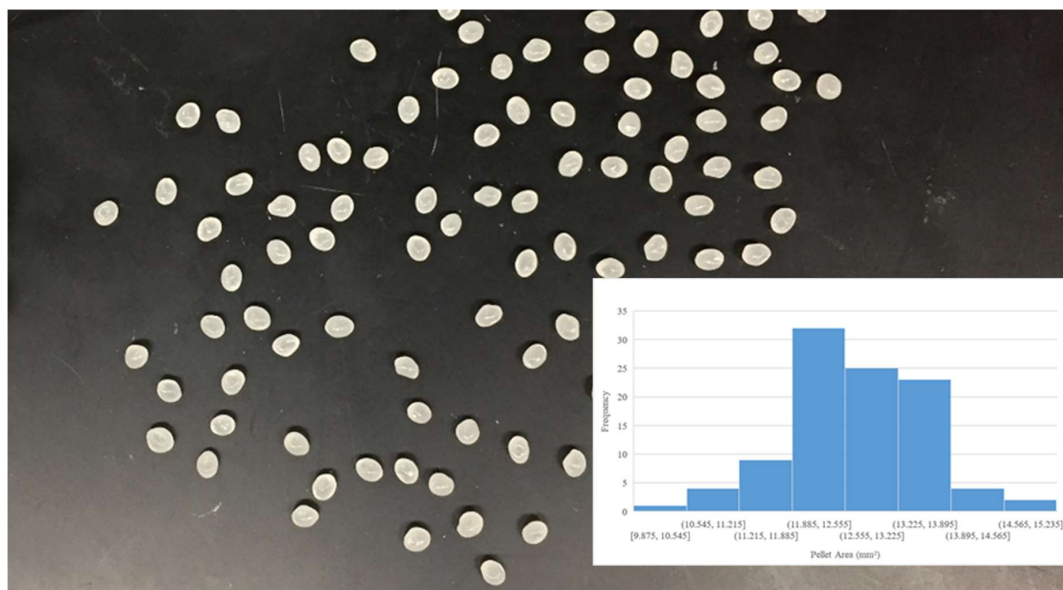 35
30
25
20
15
10
5
0
Frequency
(10.545, 11.215] (11.885, 12.555] (13.225, 13.895] (14.565, 15.235]
[9.875, 10.545] (11.215, 11.885] (12.555, 13.225] (13.895, 14.565]
Pellet Area (mm²)